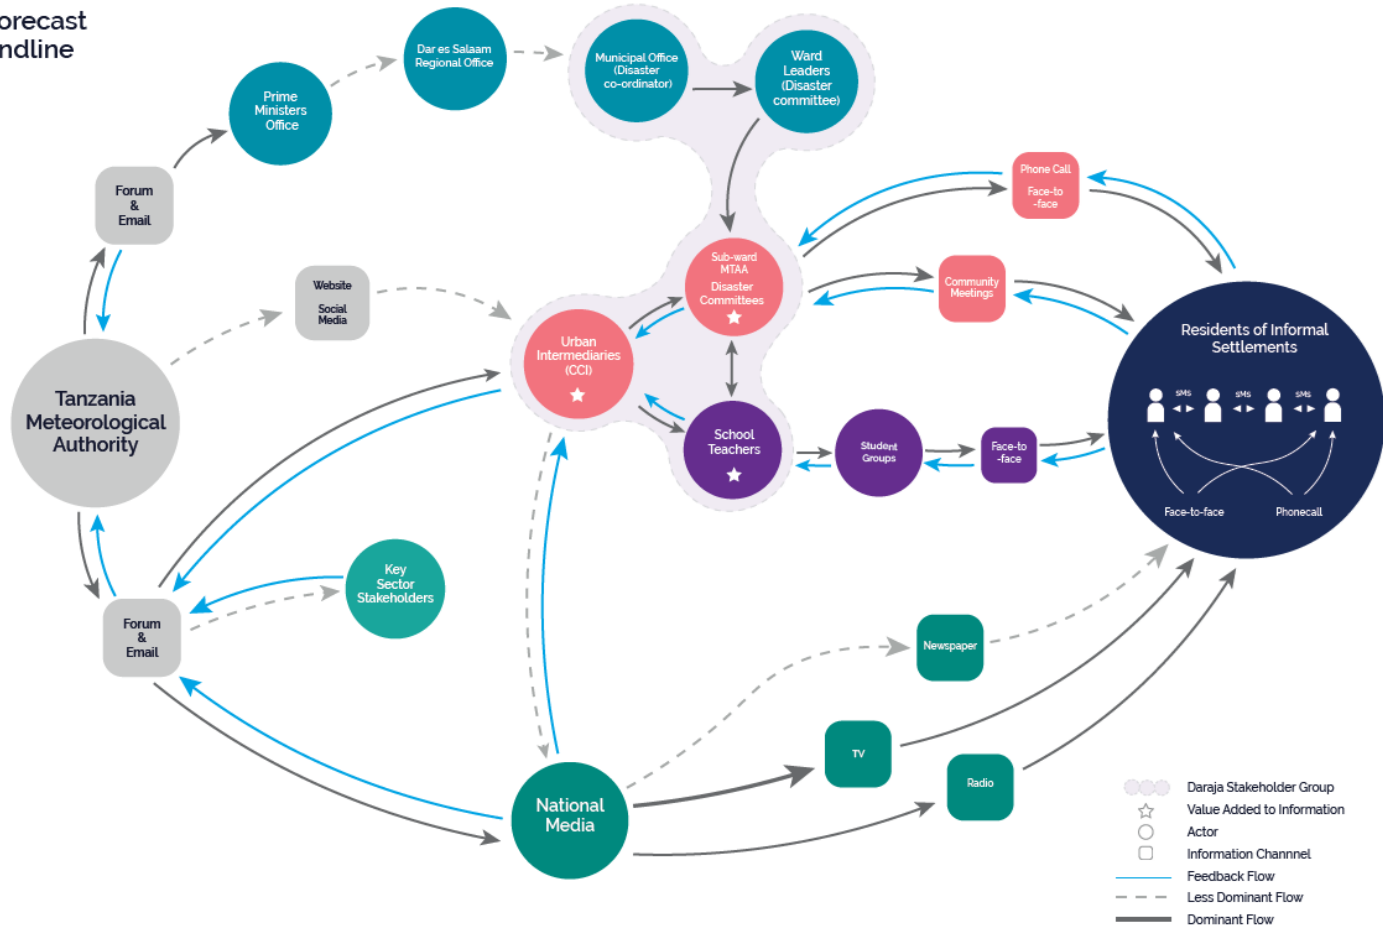 orecast
ndline
Dar es Salaam
Regional Office
Municipal Office
(Disaster
co-ordinator)
Ward
Leaders
(Disaster
committee)
Prime
Ministers
Office
Forum
&
Email
Phone Call
Face-to
-face
Website
Social
Media
Sub-ward
MTAA
Disaster
Committees
Community
Meetings
Urban
Intermediaries
(CCI)
Residents of Informal
Settlements
SMS
SMS
SMS
Tanzania
Meteorological
Authority
School
Teachers
Student
Groups
Face-to
-face
Face-to-face
Phonecall
Key
Sector
Stakeholders
Forum
&
Email
Newspaper
TV
Radio
National
Media
Daraja Stakeholder Group
Value Added to Information
Actor
Information Channnel
Feedback Flow
Less Dominant Flow
Dominant Flow